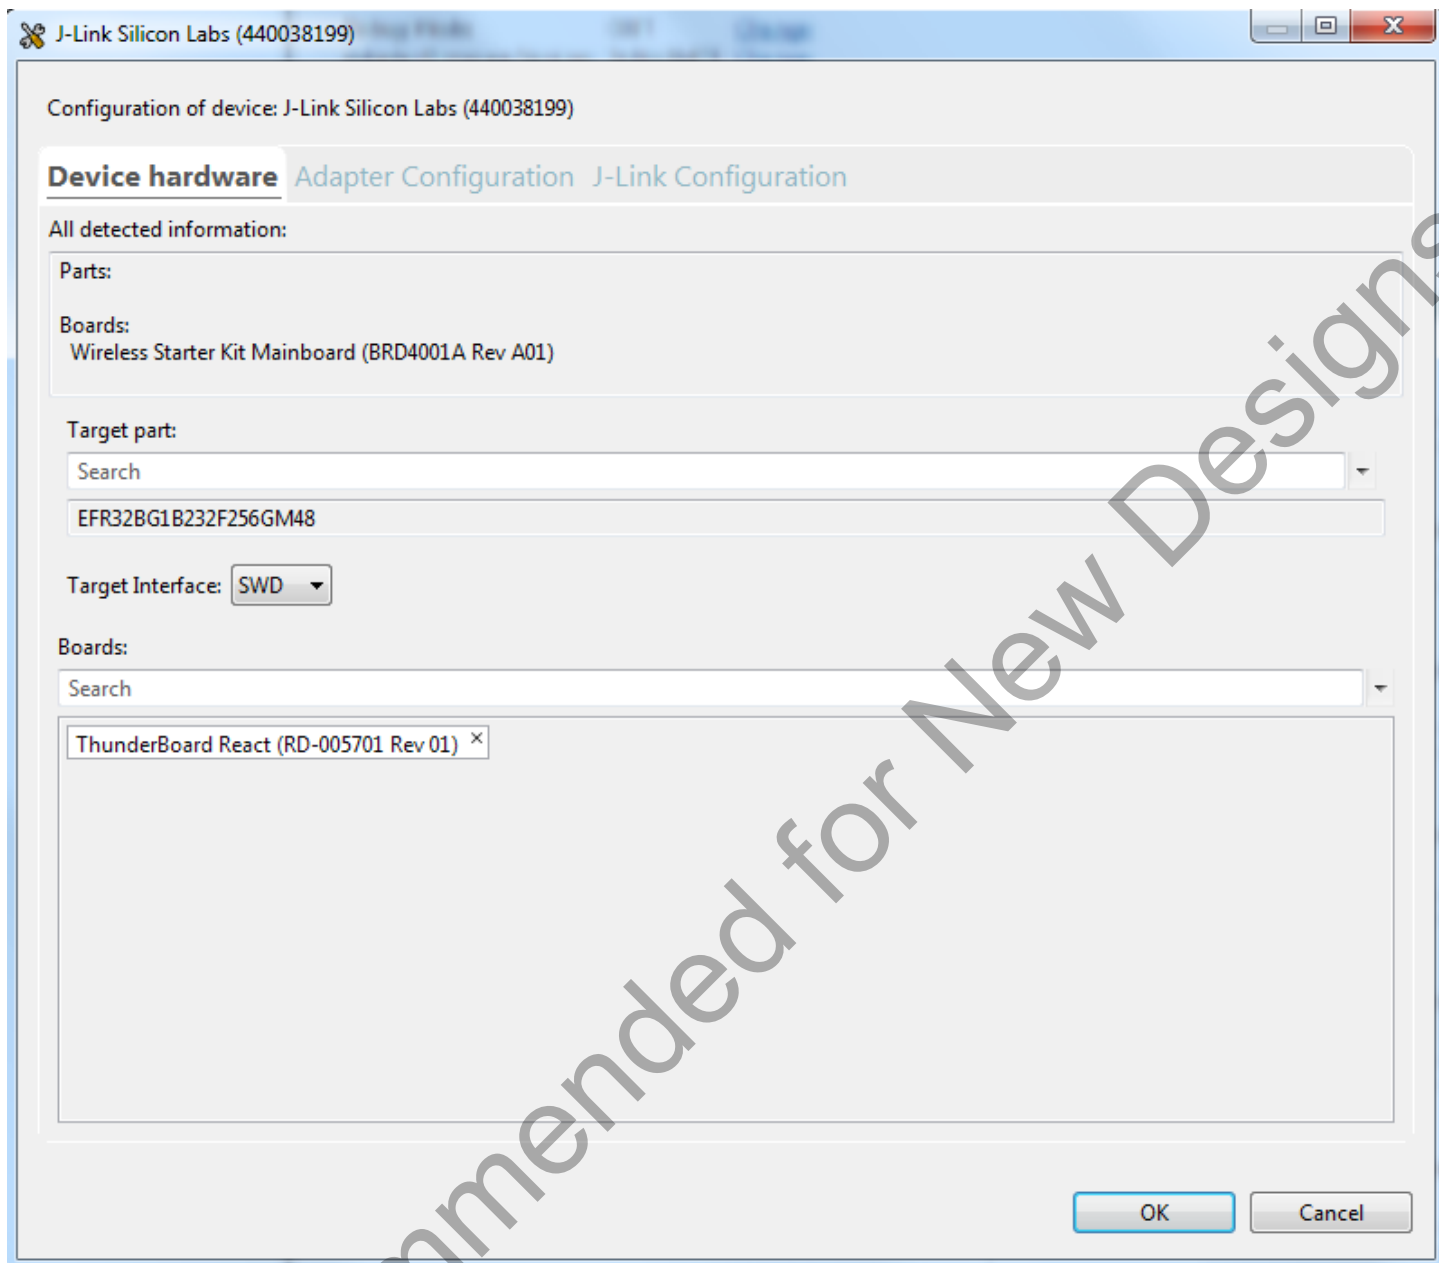 J-Link Silicon Labs (440038199)
Configuration of device: J-Link Silicon Labs (440038199)
Device hardware Adapter Configuration J-Link Configuration
All detected information:
Parts:
Boards:
Wireless Starter Kit Mainboard (BRD4001A Rev A01)
Target part:
Search
EFR32BG1B232F256GM48
Target Interface: SWD
Boards:
Search
ThunderBoard React (RD-005701 Rev 01) ×
mmended for New Designs
OK Cancel